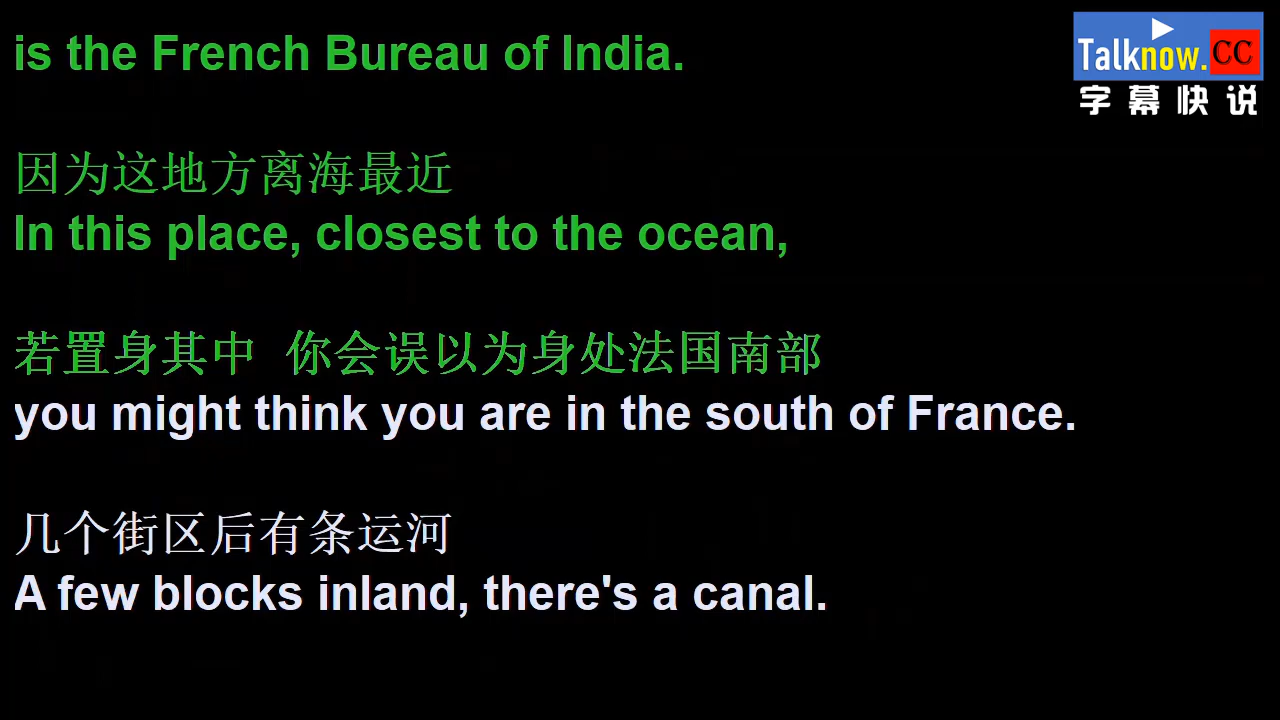 is the French Bureau of India.
Talknow.CC
字幕快说
因为这地方离海最近
In this place, closest to the ocean,
若置身其中 你会误以为身处法国南部
you might think you are in the south of France.
几个街区后有条运河
A few blocks inland, there's a canal.